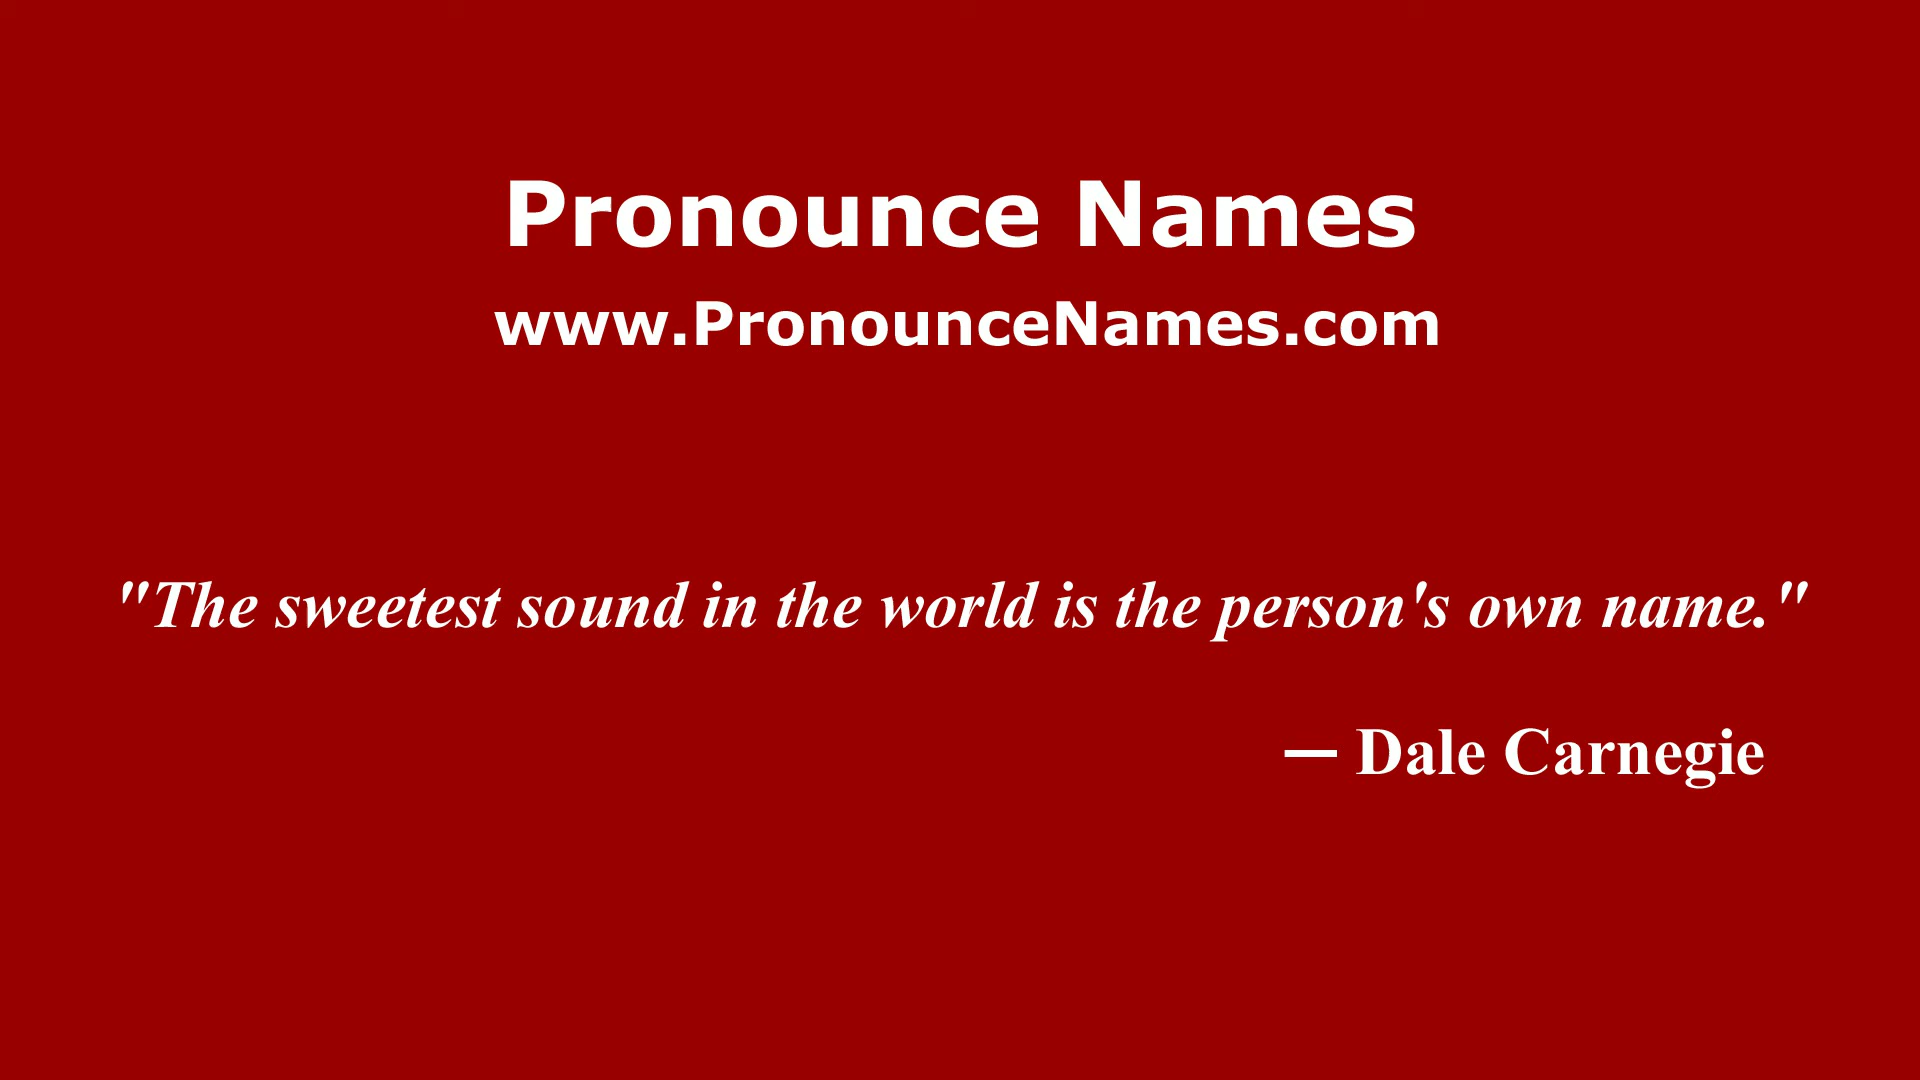 Pronounce Names
www.PronounceNames.com
"The sweetest sound in the world is the person's own name."
— Dale Carnegie